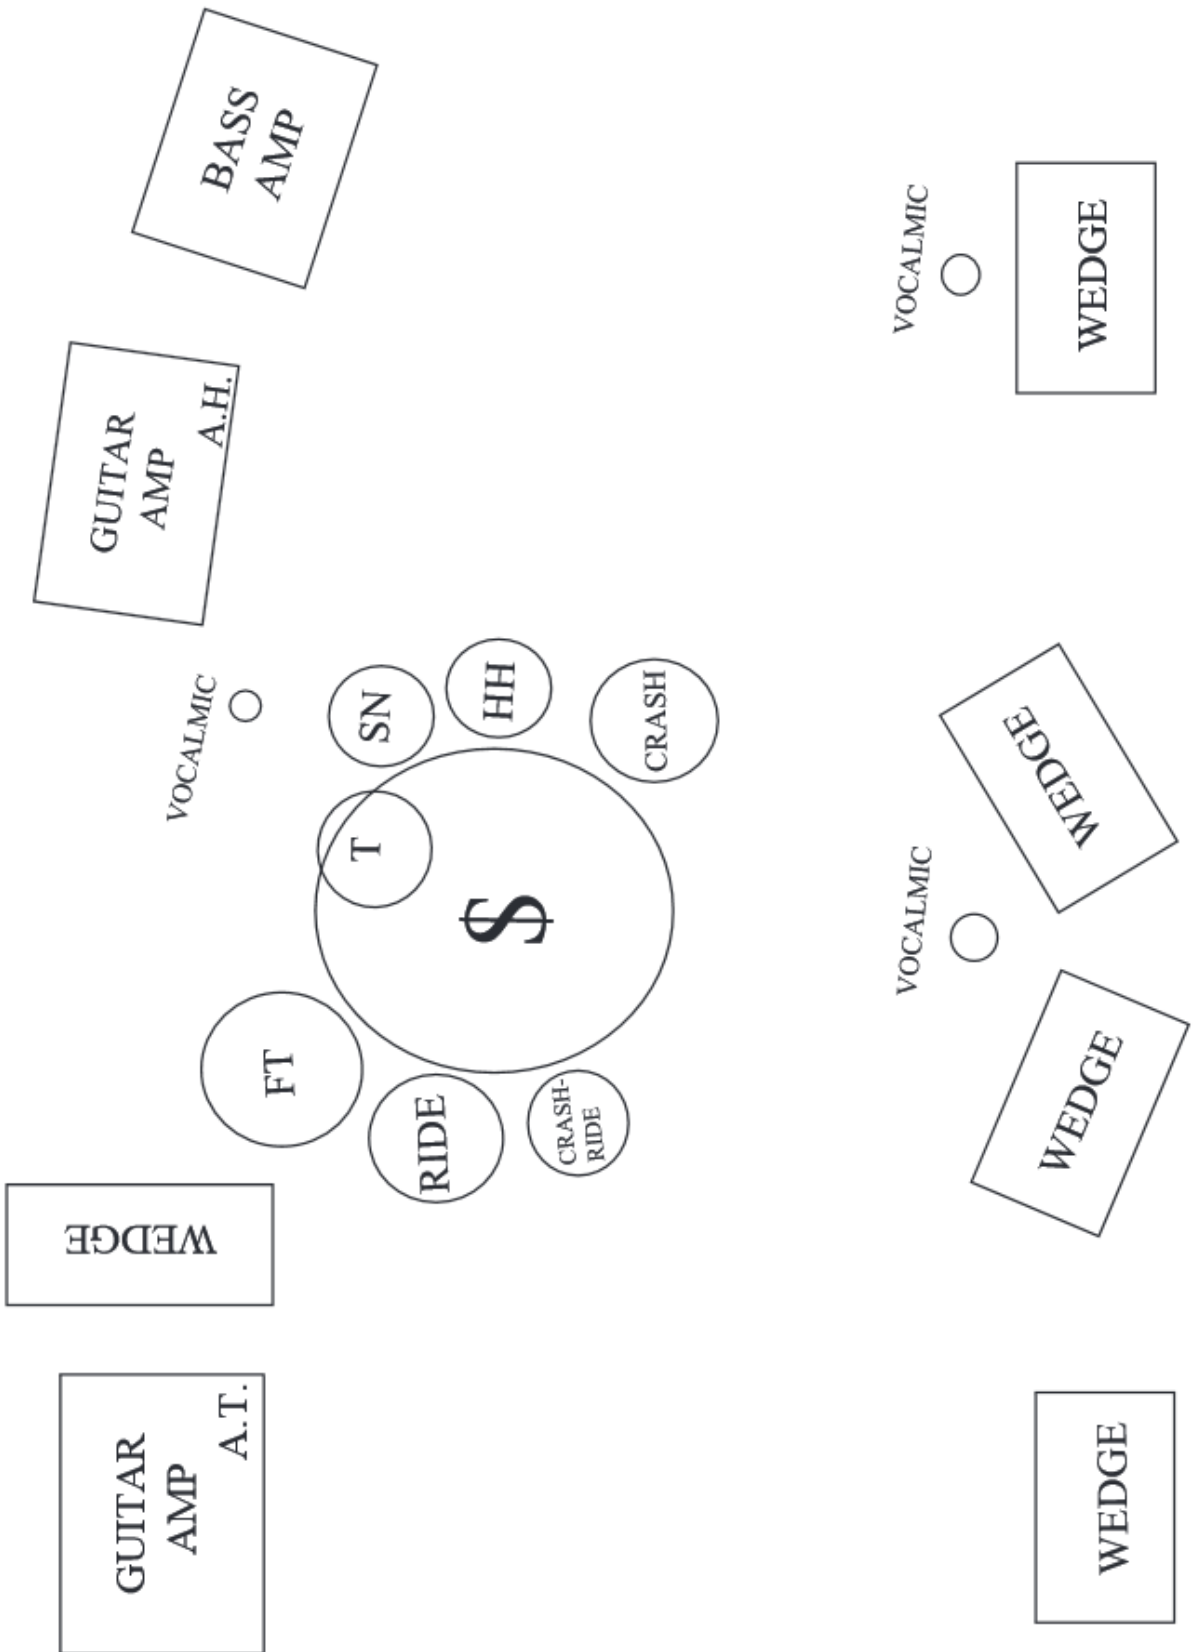 GUITAR
AMP
A.T.
WEDGE
GUITAR
AMP
A.H.
BASS
AMP
VOCALMIC
FT
T
SN
RIDE
$
HH
CRASH-
RIDE
CRASH
VOCALMIC
VOCALMIC
WEDGE
WEDGE
WEDGE
WEDGE